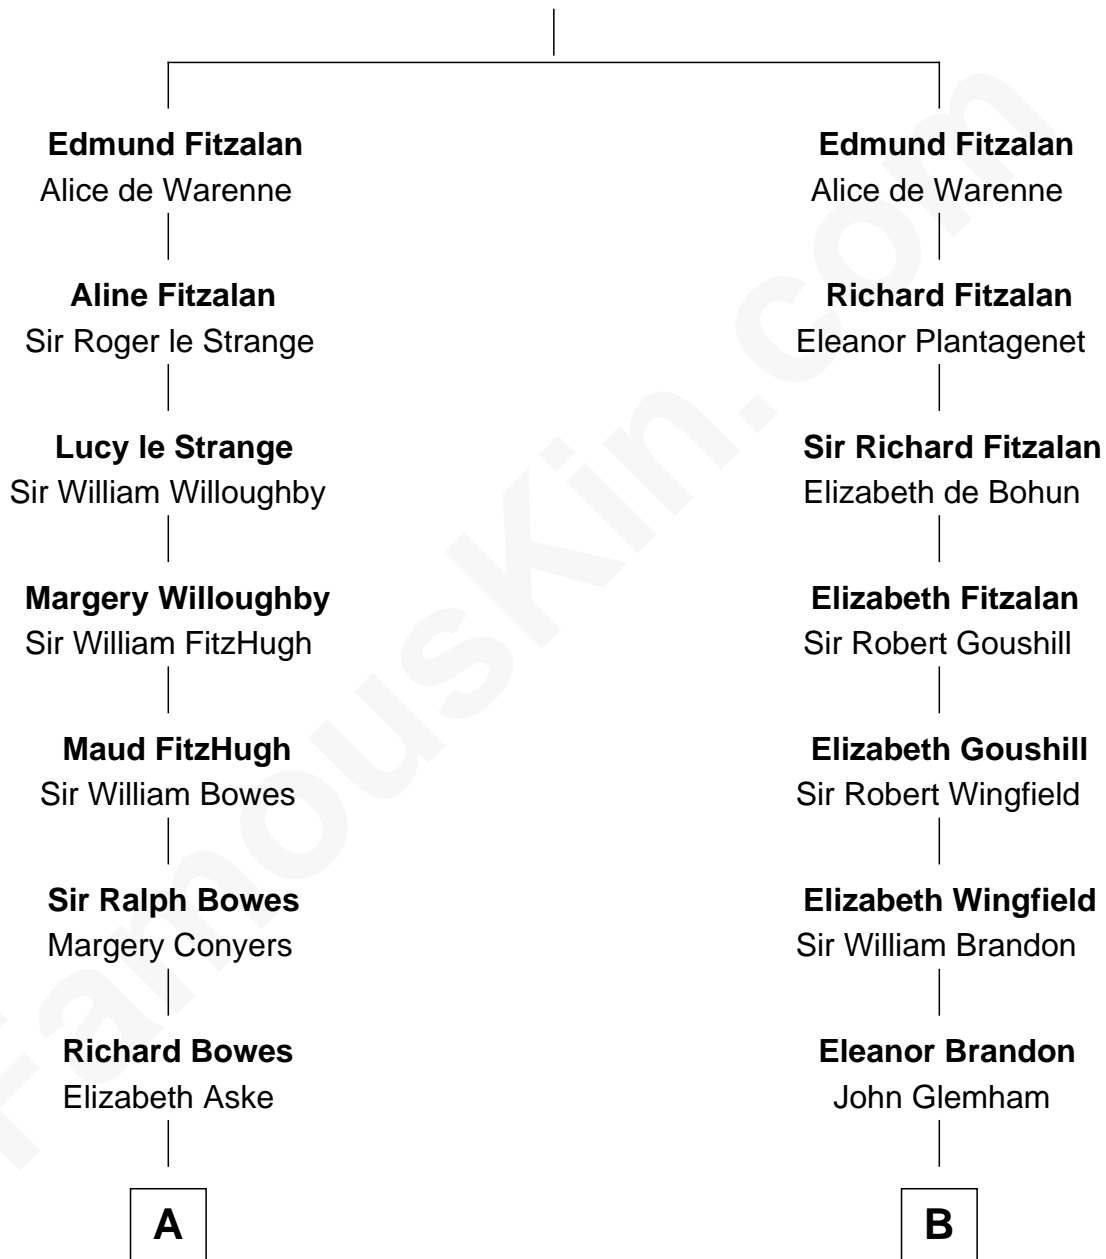 Edmund Fitzalan
Alice de Warenne
Aline Fitzalan
Sir Roger le Strange
Lucy le Strange
Sir William Willoughby
Margery Willoughby
Sir William FitzHugh
Maud FitzHugh
Sir William Bowes
Sir Ralph Bowes
Margery Conyers
Richard Bowes
Elizabeth Aske
A
Edmund Fitzalan
Alice de Warenne
Richard Fitzalan
Eleanor Plantagenet
Sir Richard Fitzalan
Elizabeth de Bohun
Elizabeth Fitzalan
Sir Robert Goushill
Elizabeth Goushill
Sir Robert Wingfield
Elizabeth Wingfield
Sir William Brandon
Eleanor Brandon
John Glemham
B
FamousKin.com